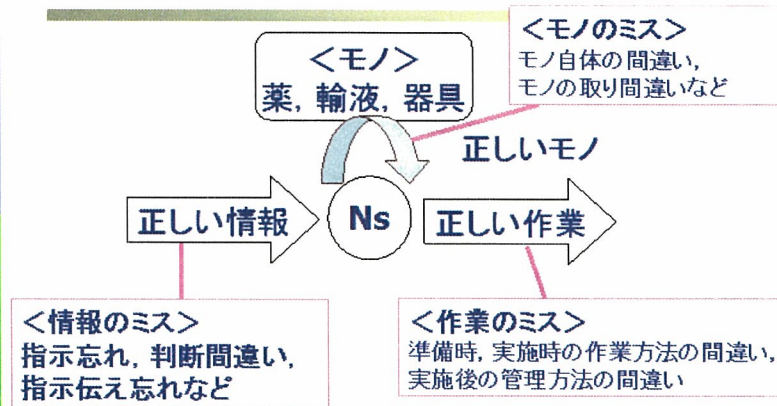 ＜モノのミス＞
モノ自体の間違い，
モノの取り間違いなど
＜モノ＞
薬，輸液，器具
正しいモノ
正しい情報
Ns
正しい作業
＜情報のミス＞
指示忘れ，判断間違い，
指示伝え忘れなど
＜作業のミス＞
準備時，実施時の作業方法の間違い，
実施後の管理方法の間違い